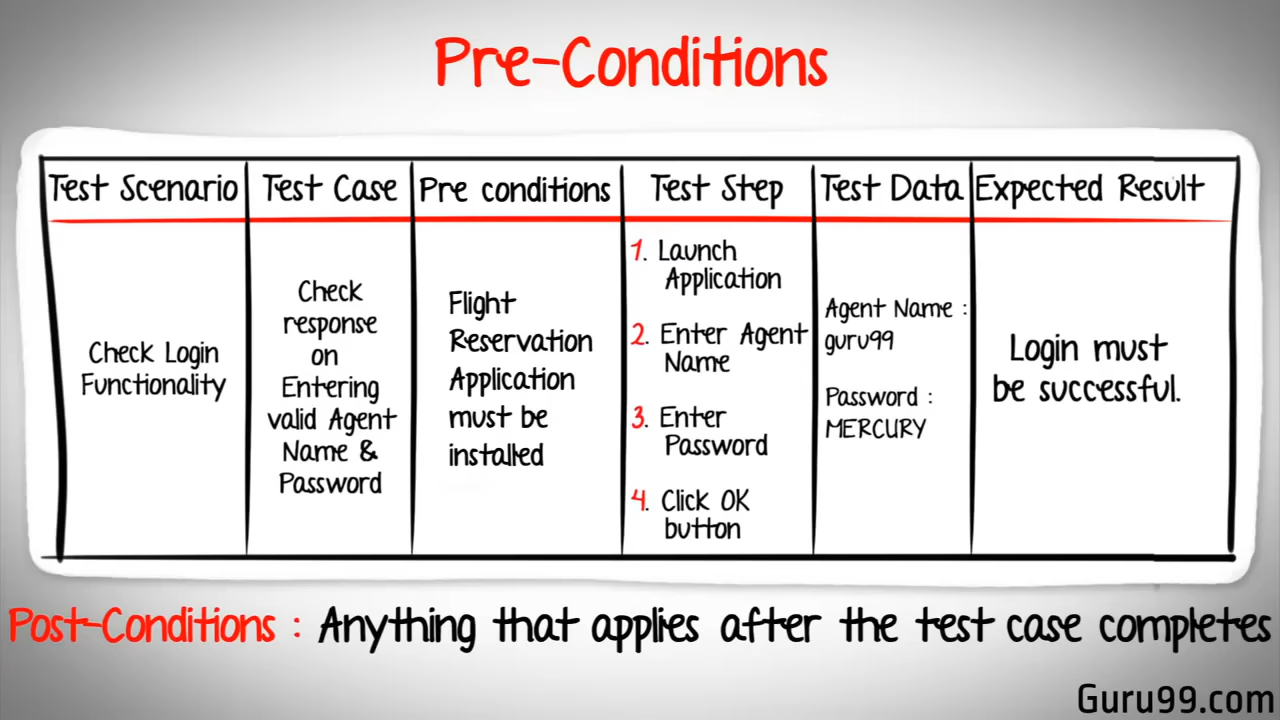 Pre-Conditions
Test Scenario
Test Case
Pre conditions
Test Step
Test Data
Expected Result
Check Login
Functionality
Check
response
on
Entering
valid Agent
Name &
Password
Flight
Reservation
Application
must be
installed
1. Launch
Application
2. Enter Agent
Name
3. Enter
Password
4. Click OK
button
Agent Name :
guru99
Password :
MERCURY
Login must
be successful.
Post-Conditions : Anything that applies after the test case completes
Guru99.com